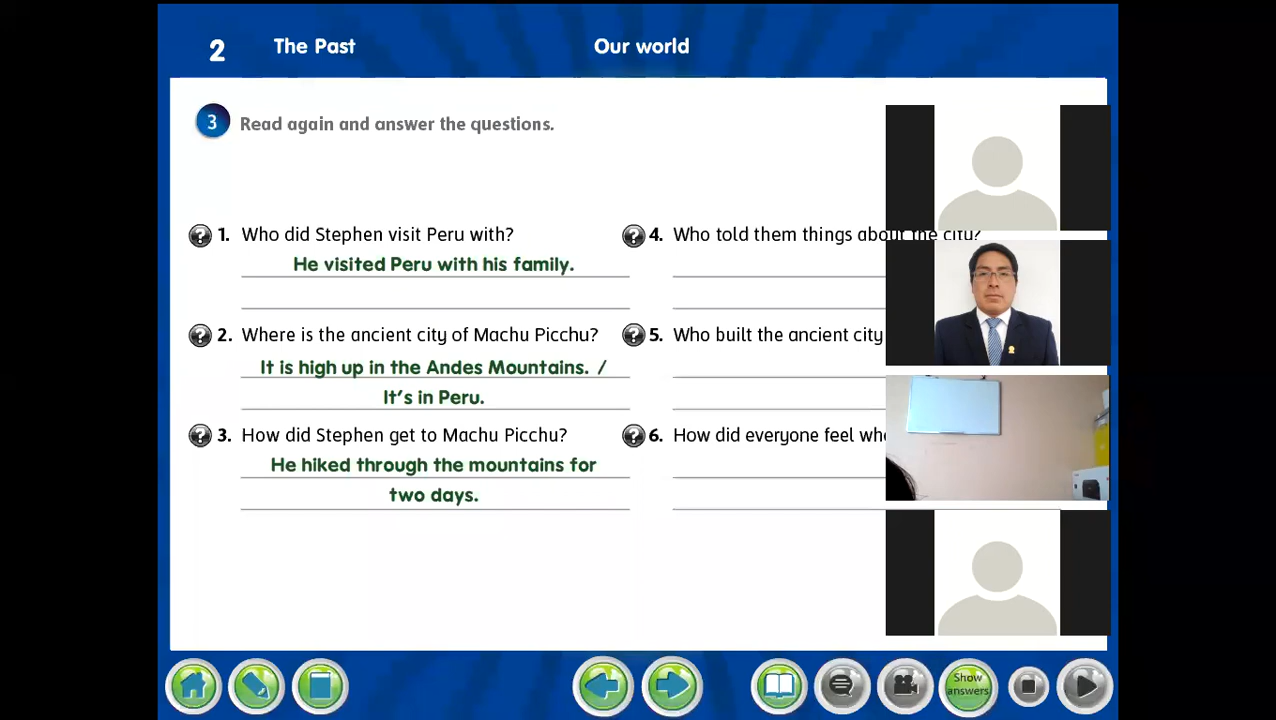 2 The Past Our world
3 Read again and answer the questions.
1. Who did Stephen visit Peru with?
He visited Peru with his family.
2. Where is the ancient city of Machu Picchu?
It is high up in the Andes Mountains. /
It's in Peru.
3. How did Stephen get to Machu Picchu?
He hiked through the mountains for
two days.
4. Who told them things about the city?
5. Who built the ancient city
6. How did everyone feel
Show
answers